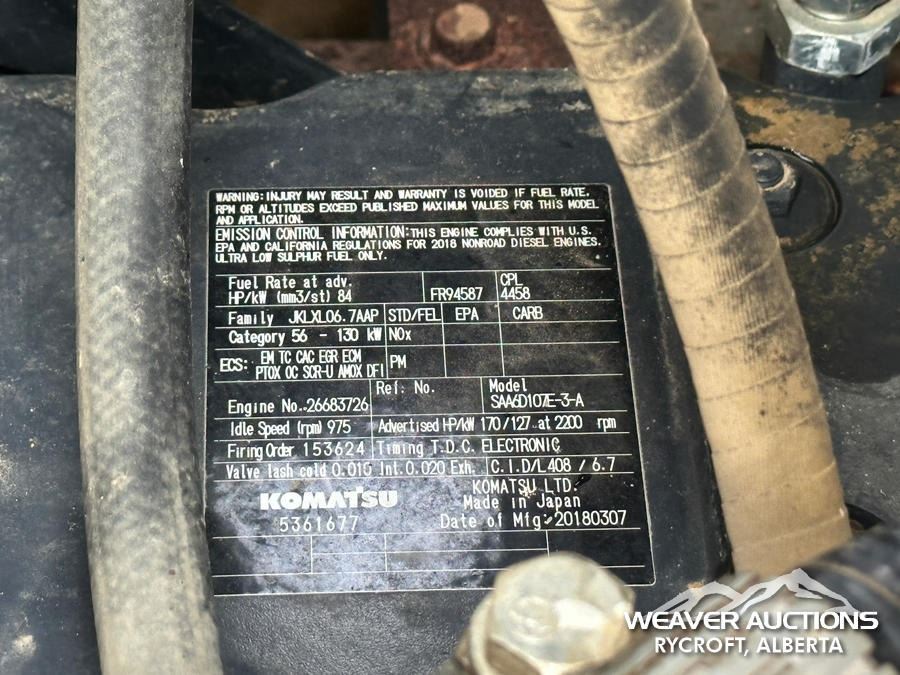 WARNING: INJURY MAY RESULT AND WARRANTY IS VOIDED IF FUEL RATE.
RPM OR ALTITUDES EXCEED PUBLISHED MAXIMUM VALUES FOR THIS MODEL
AND APPLICATION.
EMISSION CONTROL INFORMATION: THIS ENGINE COMPLIES WITH U.S.
EPA AND CALIFORNIA REGULATIONS FOR 2018 NONROAD DIESEL ENGINES.
ULTRA LOW SULPHUR FUEL ONLY.
Fuel Rate at adv. CPL
HP/kW (mm3/st) 84 FR94587 4458
Family JKLXL06.7AAP STD/FEL EPA CARB
Category 56 - 130 kW NOx
ECS: EM TC CAC EGR ECM PM
PTOX OC SCR-U AMOX DFI
Ref. No. Model
Engine No. 26683726 SAA6D107E-3-A
Idle Speed (rpm) 975 Advertised HP/kW 170/127 at 2200 rpm
Firing Order 153624 Timing T.D.C. ELECTRONIC
Valve lash cold 0.010 Int. 0.020 Exh. C.I.D/L 408 / 6.7
KOMATSU KOMATSU LTD.
Made in Japan
5361677 Date of Mfg. 20180307
WEAVER AUCTIONS
RYCROFT, ALBERTA